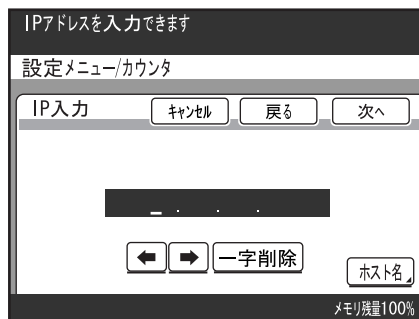 IPアドレスを入力できます
設定メニュー/カウンタ
IP入力 キャンセル 戻る 次へ
_ . . .
← → 一字削除
ホスト名
メモリ残量100%